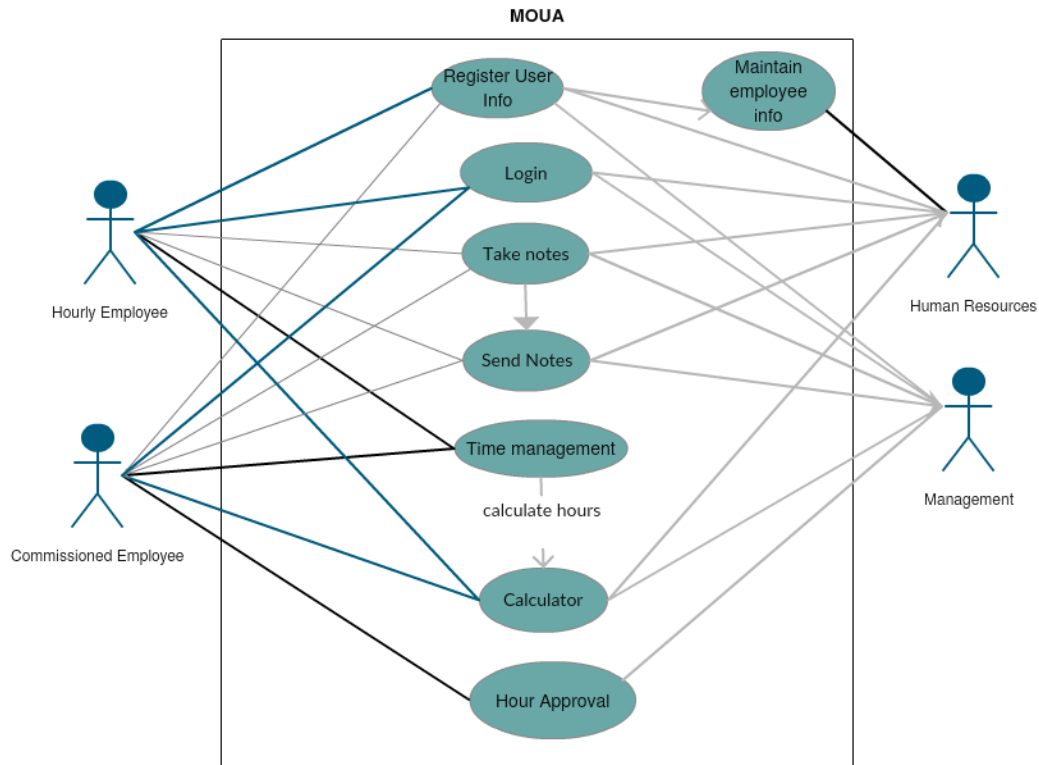 MOUA
Register User
Info
Maintain
employee
info
Login
Take notes
Hourly Employee
Human Resources
Send Notes
Time management
Management
calculate hours
Commissioned Employee
Calculator
Hour Approval